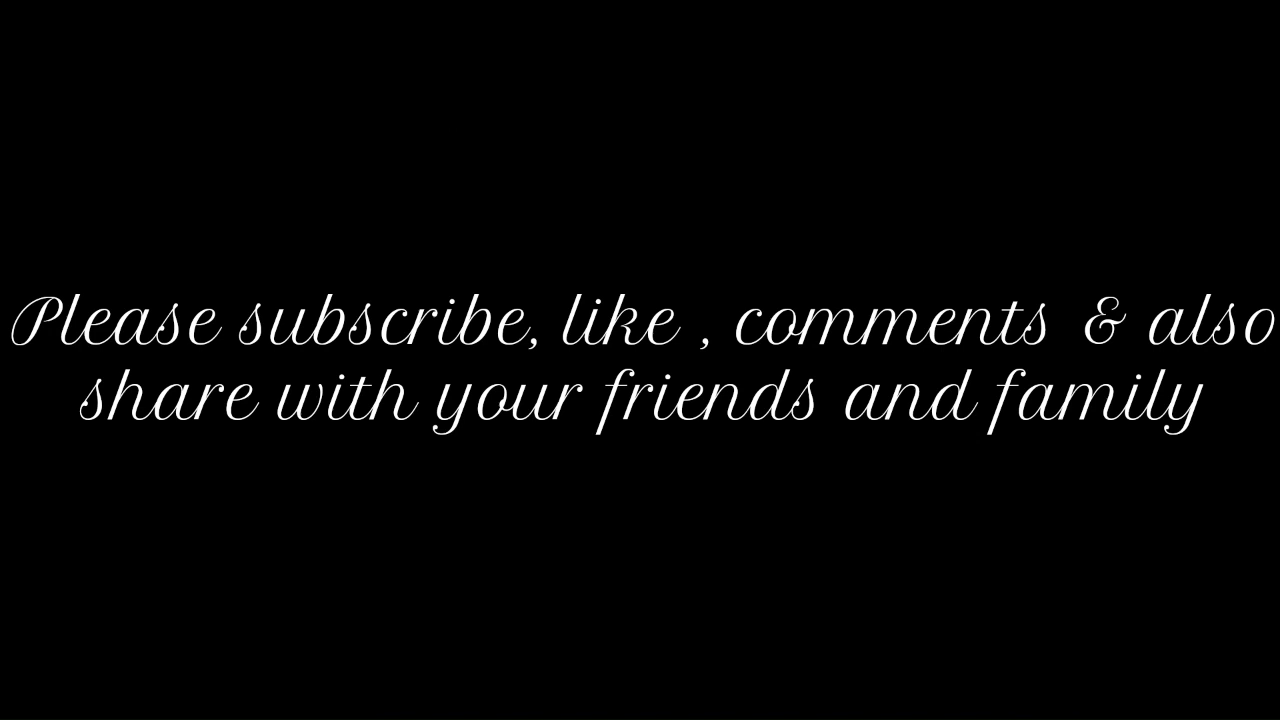 Please subscribe, like , comments & also
share with your friends and family